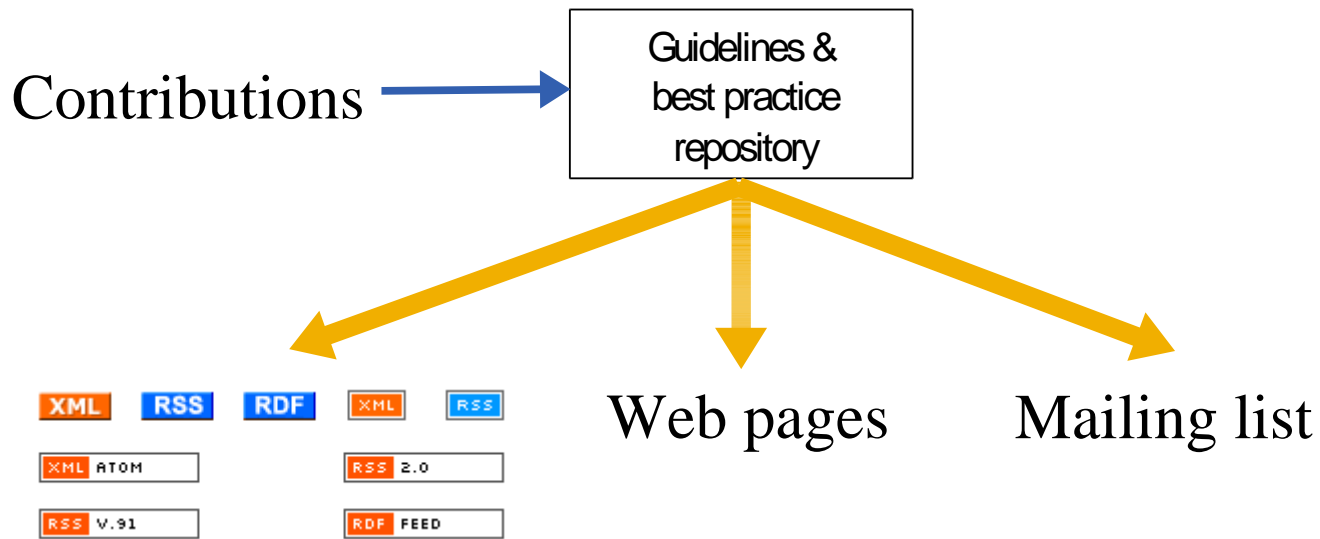 Contributions
Guidelines &
best practice
repository
XML RSS RDF XML RSS
XML ATOM RSS 2.0
RSS V.91 RDF FEED
Web pages
Mailing list